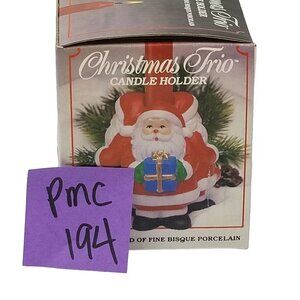 Christmas Trio
CANDLE HOLDER
D OF FINE BISQUE PORCELAIN
pmc
194